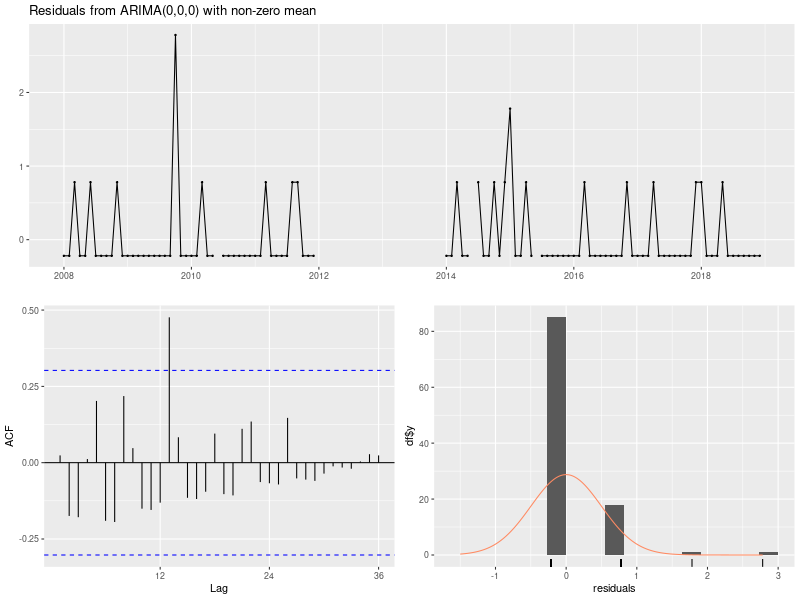 Residuals from ARIMA(0,0,0) with non-zero mean
2
1
0
2008 2010 2012 2014 2016 2018
0.50
0.25
0.00
-0.25
ACF
12 24 36
Lag
80
60
40
20
0
df$y
-1 0 1 2 3
residuals